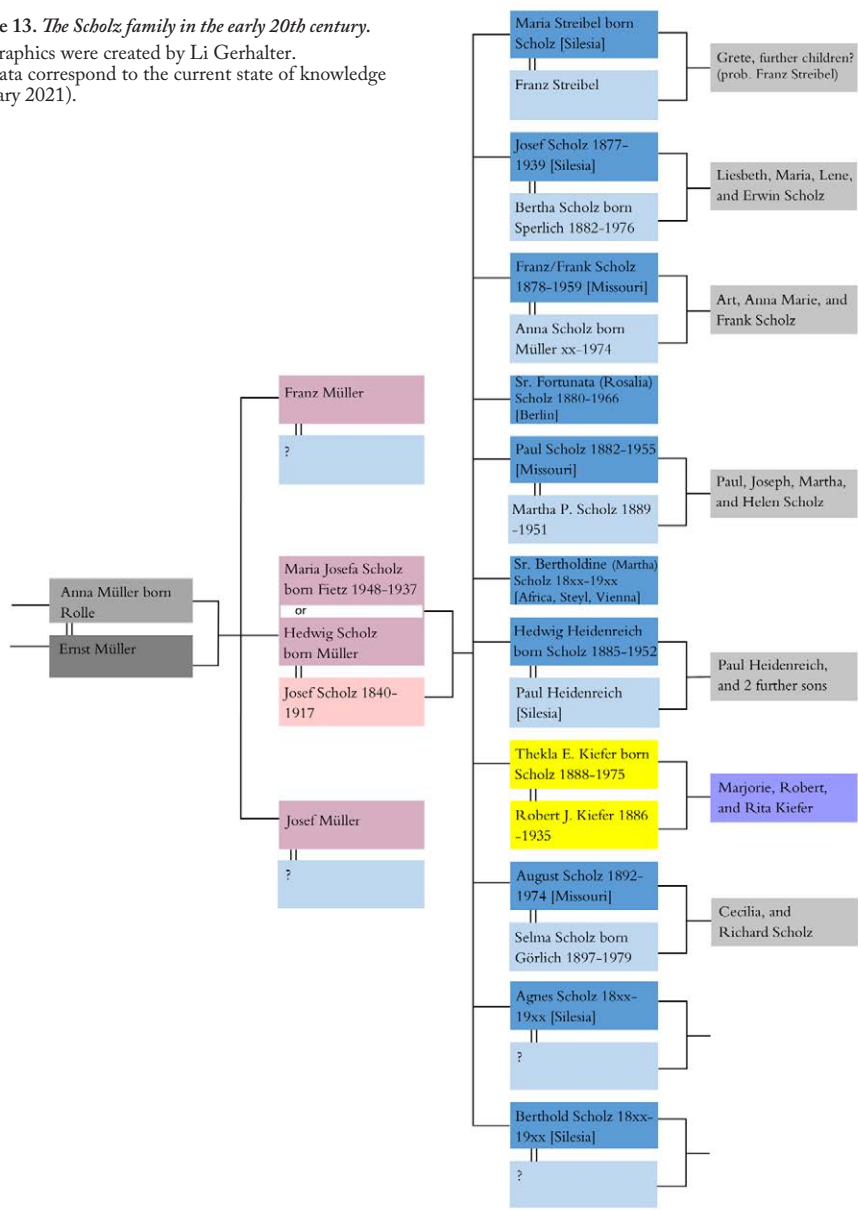 e 13. The Scholz family in the early 20th century.
raphics were created by Li Gerhalter.
ata correspond to the current state of knowledge
ary 2021).
Anna Müller born
Rolle
Ernst Müller
Franz Müller
?
Maria Josefa Scholz
born Fietz 1948-1937
or
Hedwig Scholz
born Müller
Josef Scholz 1840-
1917
Josef Müller
?
Maria Streibel born
Scholz [Silesia]
Franz Streibel
Grete, further children?
(prob. Franz Streibel)
Josef Scholz 1877-
1939 [Silesia]
Bertha Scholz born
Sperlich 1882-1976
Liesbeth, Maria, Lene,
and Erwin Scholz
Franz/Frank Scholz
1878-1959 [Missouri]
Anna Scholz born
Müller xx-1974
Art, Anna Marie, and
Frank Scholz
Sr. Fortunata (Rosalia)
Scholz 1880-1966
[Berlin]
Paul Scholz 1882-1955
[Missouri]
Martha P. Scholz 1889
-1951
Paul, Joseph, Martha,
and Helen Scholz
Sr. Bertholdine (Martha)
Scholz 18xx-19xx
[Africa, Steyl, Vienna]
Hedwig Heidenreich
born Scholz 1885-1952
Paul Heidenreich
[Silesia]
Paul Heidenreich,
and 2 further sons
Thekla E. Kiefer born
Scholz 1888-1975
Robert J. Kiefer 1886
-1935
Marjorie, Robert,
and Rita Kiefer
August Scholz 1892-
1974 [Missouri]
Selma Scholz born
Görlich 1897-1979
Cecilia, and
Richard Scholz
Agnes Scholz 18xx-
19xx [Silesia]
?
Berthold Scholz 18xx-
19xx [Silesia]
?